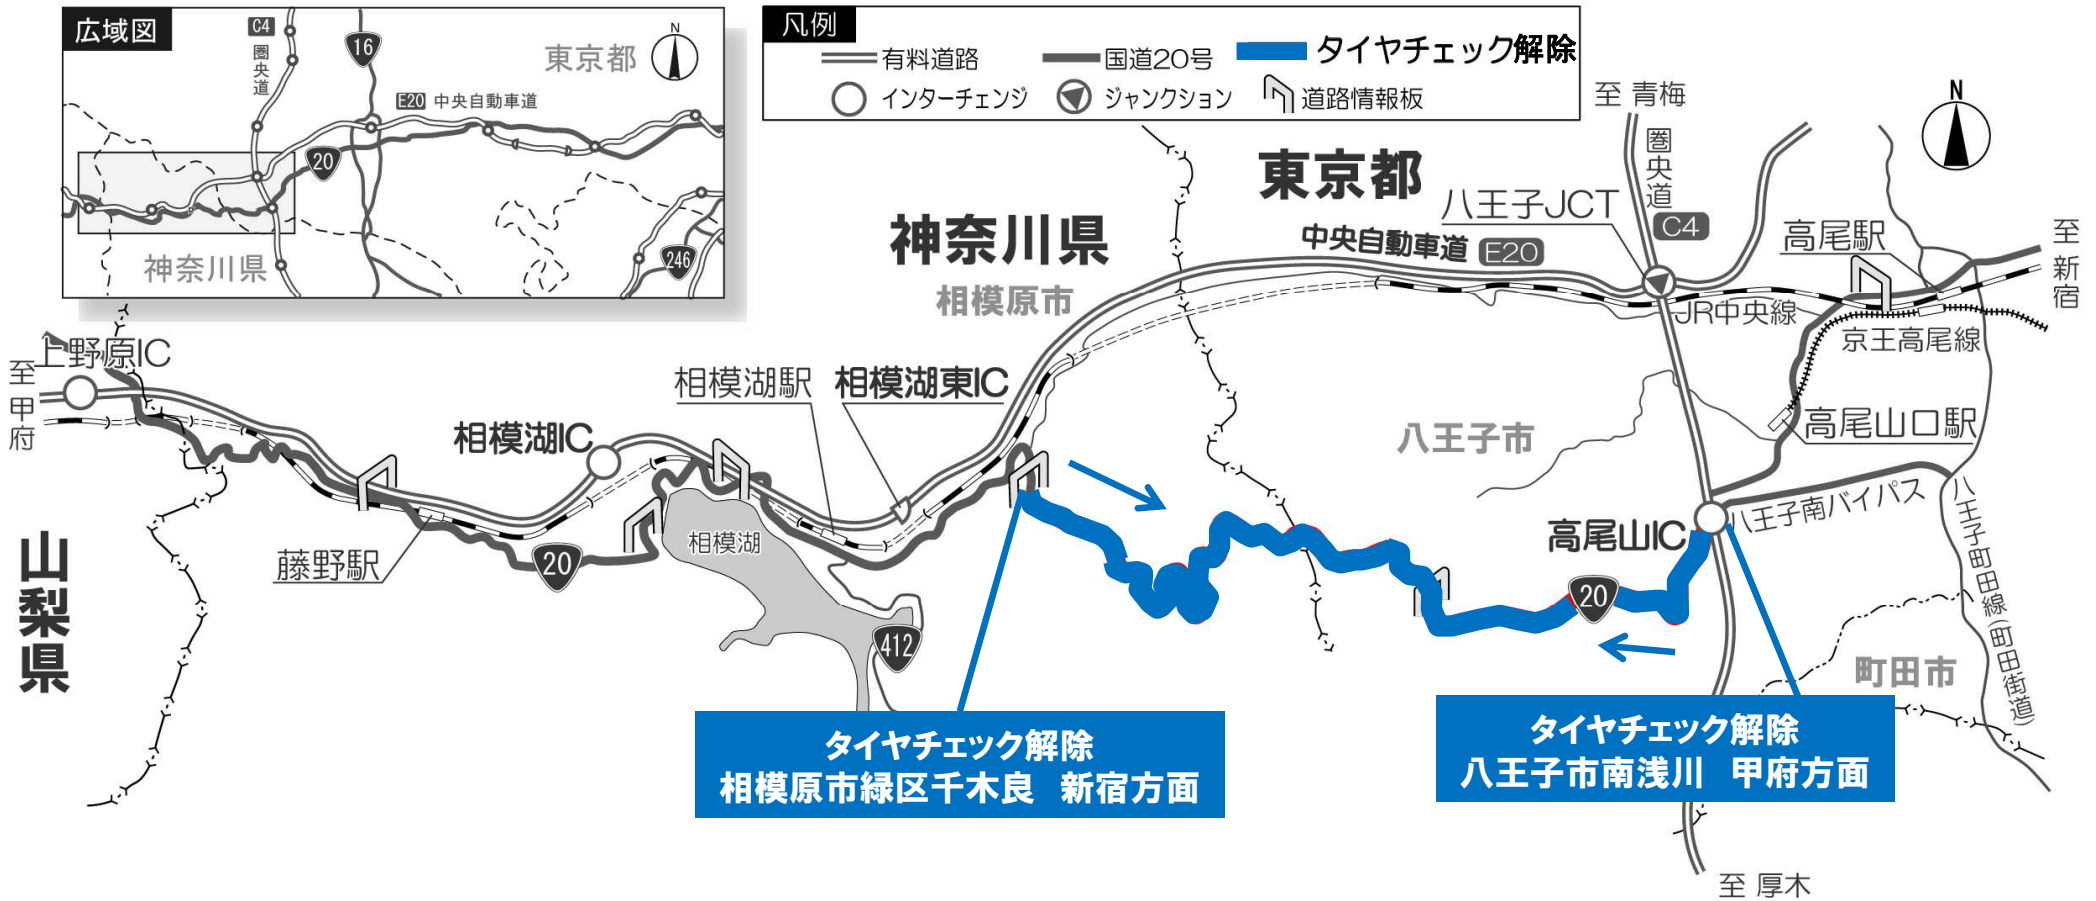 広域図
C4
圏央道
16
東京都
N
E20 中央自動車道
20
神奈川県
246
凡例
有料道路
国道20号
タイヤチェック解除
インターチェンジ
ジャンクション
道路情報板
至 青梅
圏央道
C4
N
東京都
八王子JCT
神奈川県
相模原市
中央自動車道 E20
高尾駅
至新宿
JR中央線
京王高尾線
上野原IC
至甲府
相模湖駅
相模湖東IC
相模湖IC
八王子市
高尾山口駅
八王子南バイパス
高尾山IC
八王子町田線(町田街道)
山梨県
藤野駅
20
相模湖
412
20
町田市
タイヤチェック解除
相模原市緑区千木良 新宿方面
タイヤチェック解除
八王子市南浅川 甲府方面
至 厚木